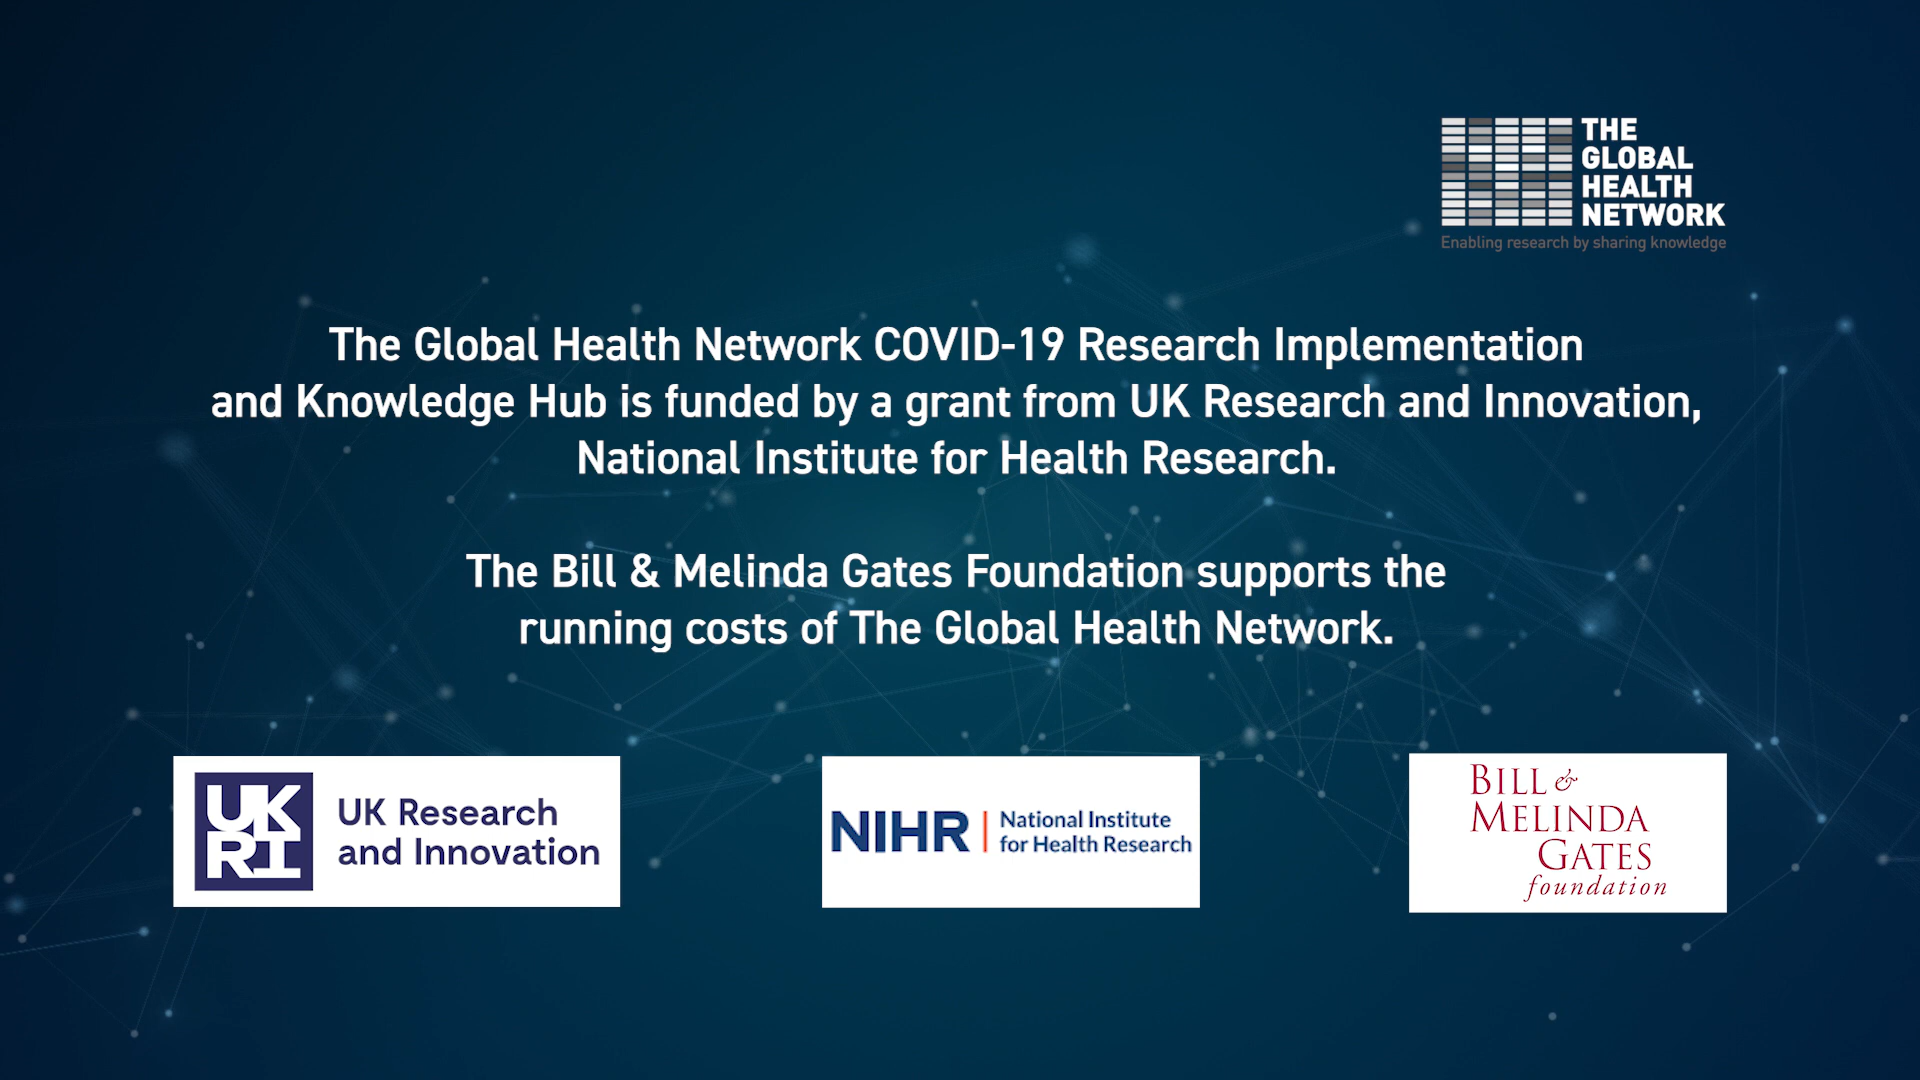 THE
GLOBAL
HEALTH
NETWORK
Enabling research by sharing knowledge
The Global Health Network COVID-19 Research Implementation
and Knowledge Hub is funded by a grant from UK Research and Innovation,
National Institute for Health Research.
The Bill & Melinda Gates Foundation supports the
running costs of The Global Health Network.
UK
RI
UK Research
and Innovation
NIHR
National Institute
for Health Research
BILL &
MELINDA
GATES
foundation